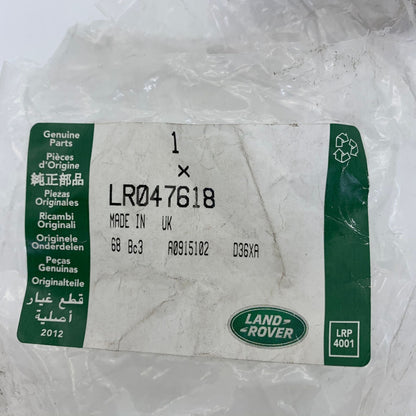 Genuine
Parts
Pièces
d'Origine
純正部品
Piezas
Originales
Ricambi
Originali
Originele
Onderdelen
Peças
Genuinas
Originalteile
قطع غيار
أصلية
2012
1
×
LR047618
MADE IN UK
68 Bc3 A0915102 D36XA
LAND-
-ROVER
LRP
4001